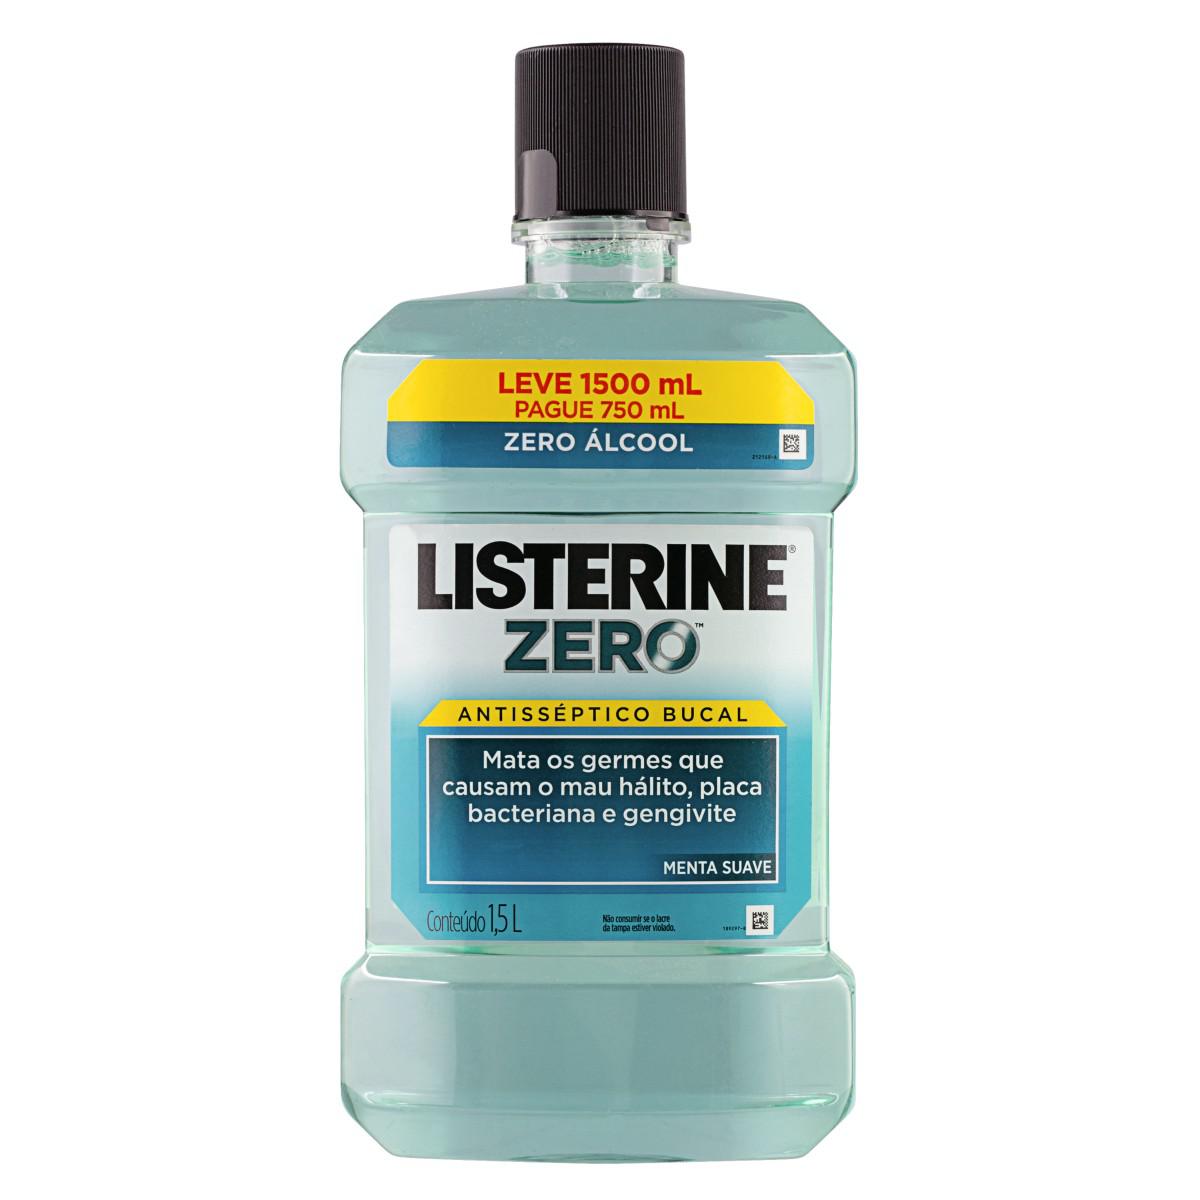 LEVE 1500 mL
PAGUE 750 mL
ZERO ÁLCOOL
LISTERINE®
ZERO™
ANTISSÉPTICO BUCAL
Mata os germes que
causam o mau hálito, placa
bacteriana e gengivite
MENTA SUAVE
Conteúdo 1,5 L
Não consumir se o lacre
da tampa estiver violado.